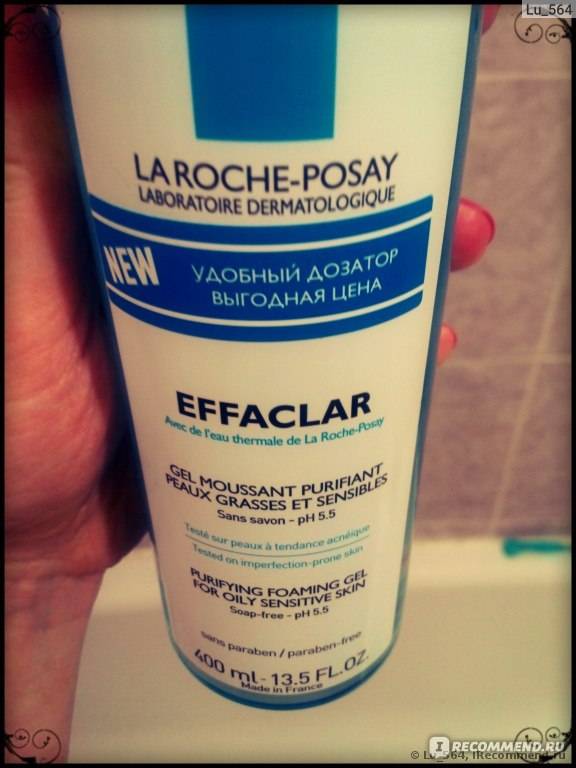 Lu_564
LA ROCHE-POSAY
LABORATOIRE DERMATOLOGIQUE
NEW
УДОБНЫЙ ДОЗАТОР
ВЫГОДНАЯ ЦЕНА
EFFACLAR
Avec de l'eau thermale de La Roche-Posay
GEL MOUSSANT PURIFIANT
PEAUX GRASSES ET SENSIBLES
Sans savon - pH 5.5
Testé sur peaux à tendance acnéique
Tested on imperfection-prone skin
PURIFYING FOAMING GEL
FOR OILY SENSITIVE SKIN
Soap-free - pH 5.5
sans paraben / paraben-free
400 ml - 13.5 FL.OZ.
Made in France
IRECOMMEND.RU
© Lu_564, IRecommend.ru